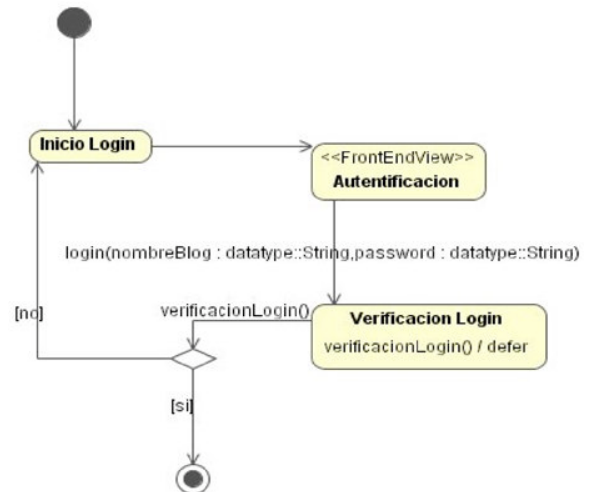 Inicio Login
<<FrontEndView>>
Autentificacion
login(nombreBlog : datatype::String,password : datatype::String)
[no]
verificacionLogin()
Verificacion Login
verificacionLogin() / defer
[si]